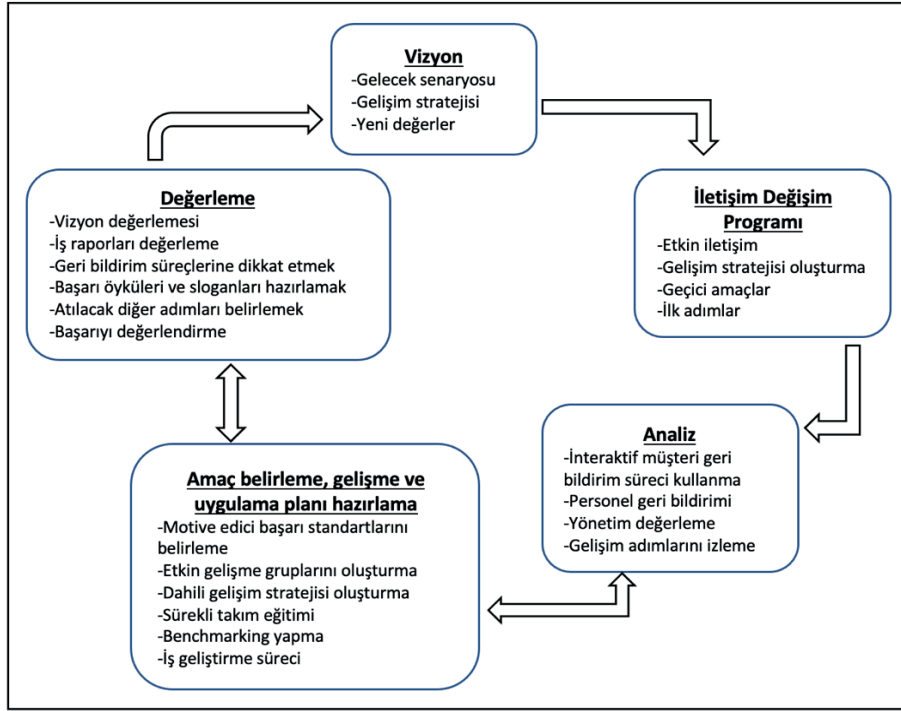 Vizyon
-Gelecek senaryosu
-Gelişim stratejisi
-Yeni değerler
İletişim Değişim
Programı
-Etkin iletişim
-Gelişim stratejisi oluşturma
-Geçici amaçlar
-İlk adımlar
Analiz
-İnteraktif müşteri geri
bildirim süreci kullanma
-Personel geri bildirimi
-Yönetim değerleme
-Gelişim adımlarını izleme
Amaç belirleme, gelişme ve
uygulama planı hazırlama
-Motive edici başarı standartlarını
belirleme
-Etkin gelişme gruplarını oluşturma
-Dahili gelişim stratejisi oluşturma
-Sürekli takım eğitimi
-Benchmarking yapma
-İş geliştirme süreci
Değerleme
-Vizyon değerlemesi
-İş raporları değerleme
-Geri bildirim süreçlerine dikkat etmek
-Başarı öyküleri ve sloganları hazırlamak
-Atılacak diğer adımları belirlemek
-Başarıyı değerlendirme